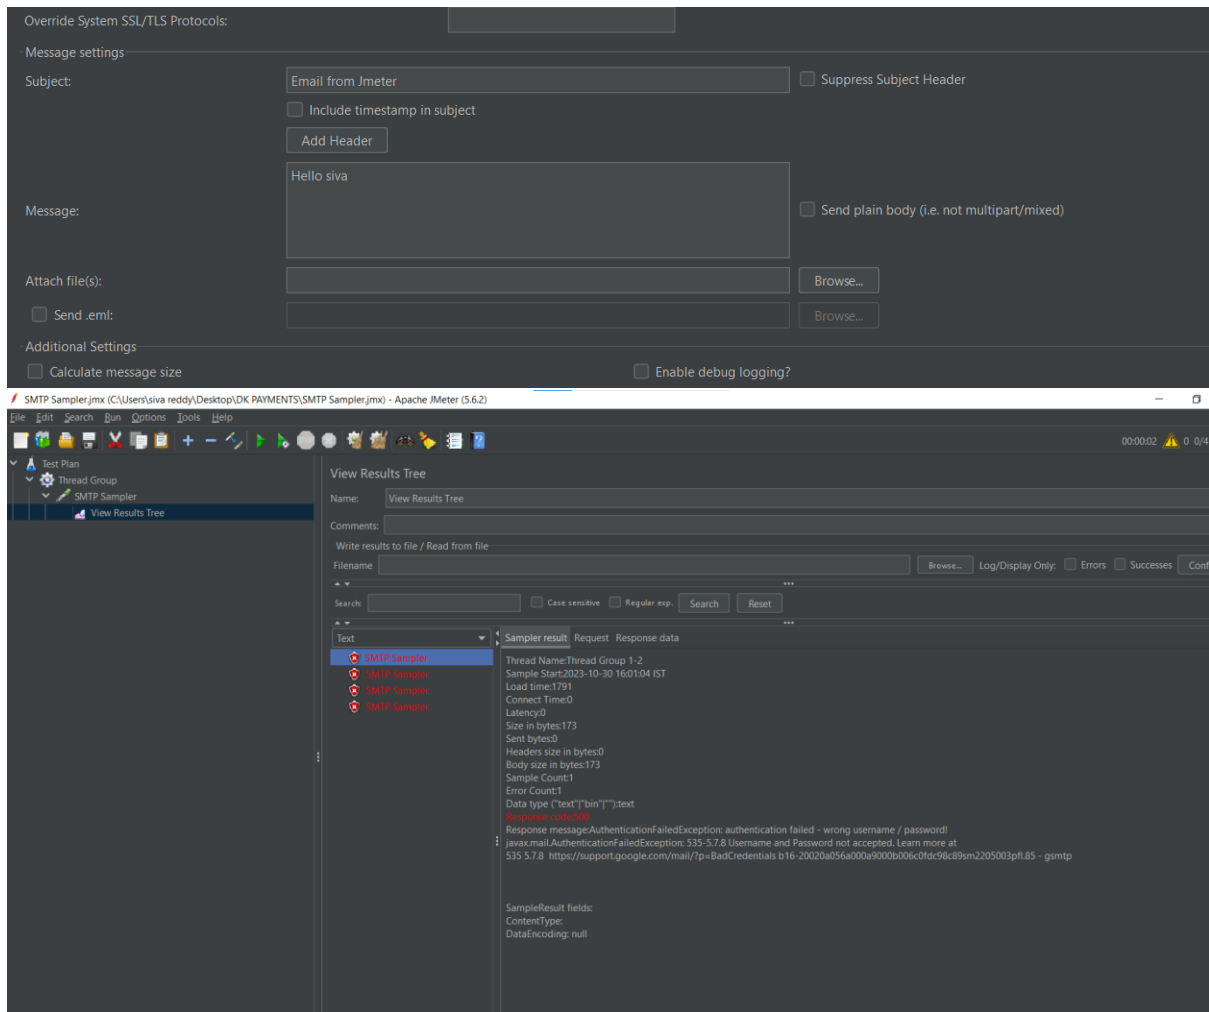 Override System SSL/TLS Protocols:
Message settings
Subject: Email from Jmeter Suppress Subject Header
Include timestamp in subject
Add Header
Hello siva
Message: Send plain body (i.e. not multipart/mixed)
Attach file(s): Browse...
Send .eml: Browse...
Additional Settings
Calculate message size Enable debug logging?
SMTP Sampler.jmx (C:\Users\siva reddy\Desktop\DK PAYMENTS\SMTP Sampler.jmx) - Apache JMeter (5.6.2)
File Edit Search Run Options Tools Help
00:00:02 0 0/4
Test Plan
Thread Group
SMTP Sampler
View Results Tree
View Results Tree
Name: View Results Tree
Comments:
Write results to file / Read from file
Filename Browse... Log/Display Only: Errors Successes Conf
Search: Case sensitive Regular exp. Search Reset
Text
SMTP Sampler
SMTP Sampler
SMTP Sampler
SMTP Sampler
Sampler result Request Response data
Thread Name:Thread Group 1-2
Sample Start:2023-10-30 16:01:04 IST
Load time:1791
Connect Time:0
Latency:0
Size in bytes:173
Sent bytes:0
Headers size in bytes:0
Body size in bytes:173
Sample Count:1
Error Count:1
Data type ("text"|"bin"|""):text
Response code:500
Response message:AuthenticationFailedException: authentication failed - wrong username / password!
javax.mail.AuthenticationFailedException: 535-5.7.8 Username and Password not accepted. Learn more at
535 5.7.8 https://support.google.com/mail/?p=BadCredentials b16-20020a056a000a9000b006c0fdc98c89sm2205003pfl.85 - gsmtp
SampleResult fields:
ContentType:
DataEncoding: null